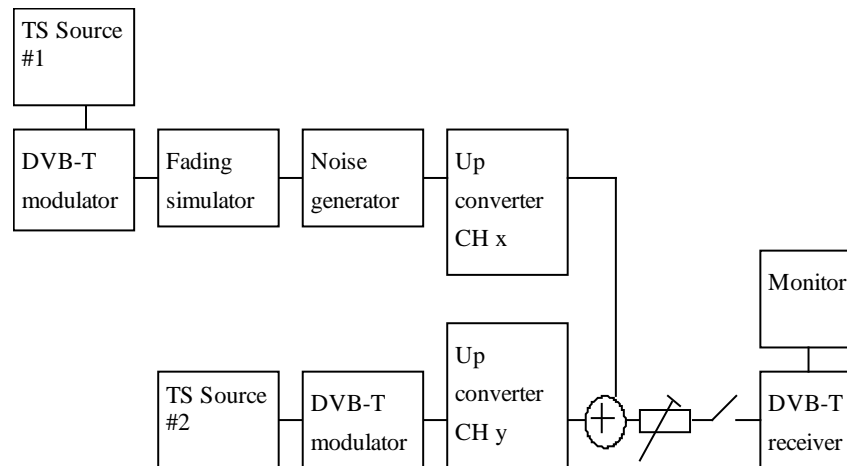 TS Source
#1
DVB-T
modulator
Fading
simulator
Noise
generator
Up
converter
CH x
Monitor
TS Source
#2
DVB-T
modulator
Up
converter
CH y
+
DVB-T
receiver